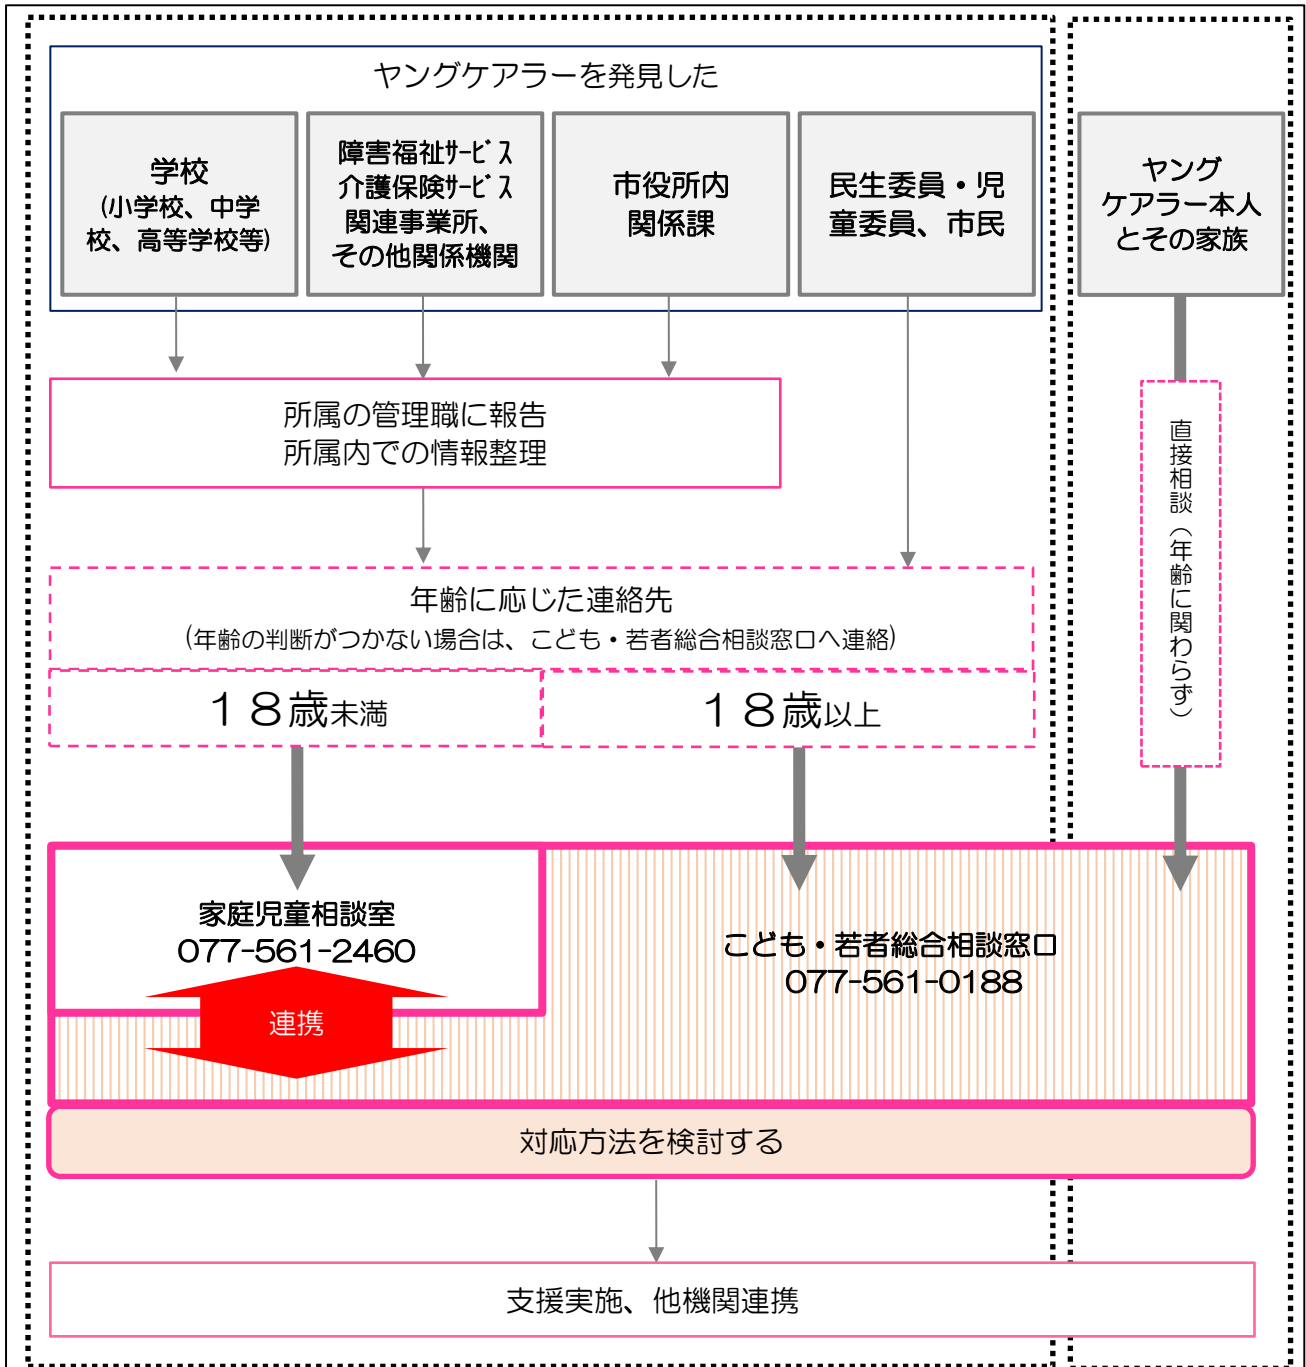 ヤングケアラーを発見した
学校
(小学校、中学
校、高等学校等)
障害福祉ｻｰﾋﾞｽ
介護保険ｻｰﾋﾞｽ
関連事業所、
その他関係機関
市役所内
関係課
民生委員・児
童委員、市民
ヤング
ケアラー本人
とその家族
所属の管理職に報告
所属内での情報整理
直接相談（年齢に関わらず）
年齢に応じた連絡先
(年齢の判断がつかない場合は、こども・若者総合相談窓口へ連絡)
１８歳未満
１８歳以上
家庭児童相談室
077-561-2460
こども・若者総合相談窓口
077-561-0188
連携
対応方法を検討する
支援実施、他機関連携